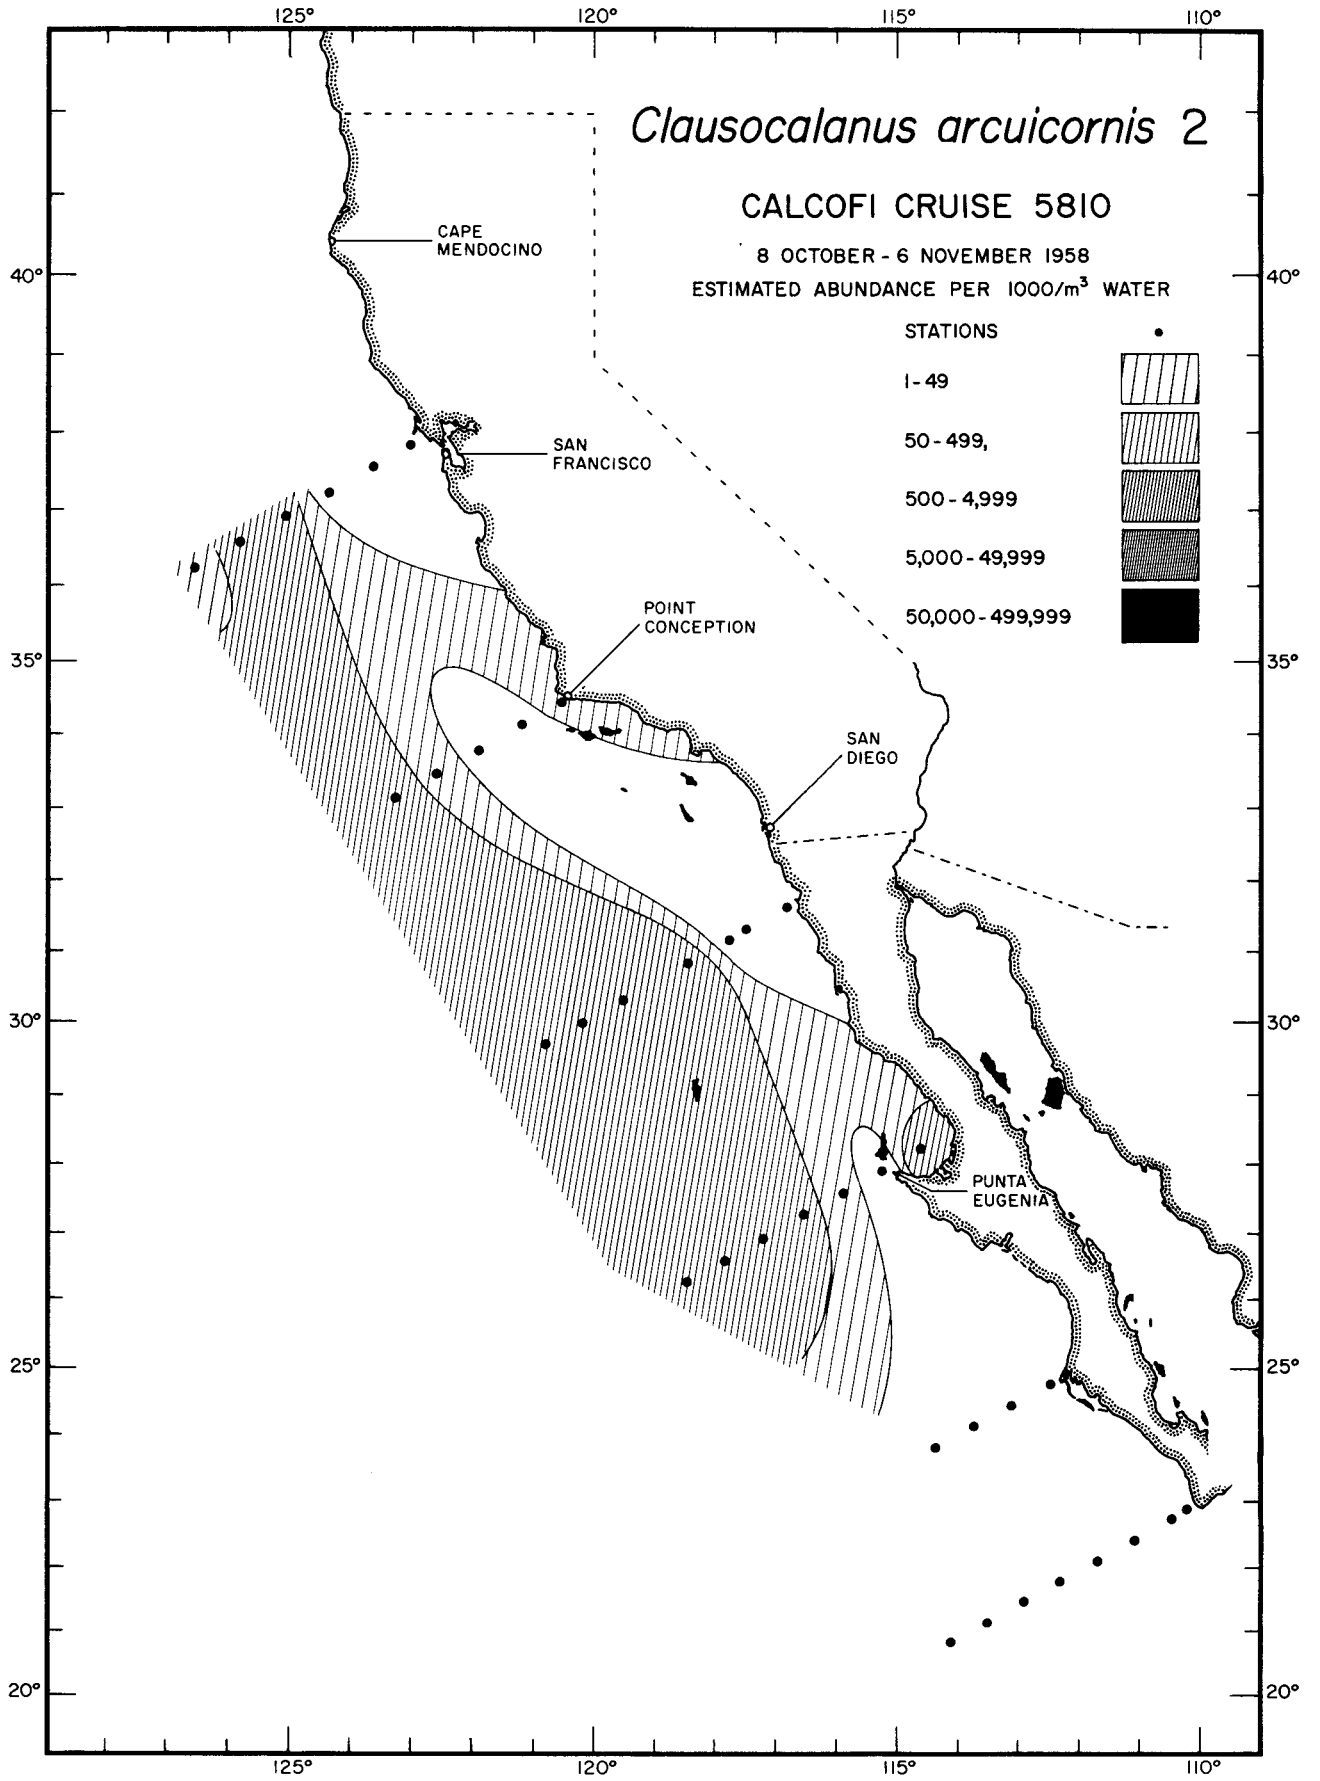 125° 120° 115° 110°
Clausocalanus arcuicornis 2
CALCOFI CRUISE 5810
8 OCTOBER - 6 NOVEMBER 1958
ESTIMATED ABUNDANCE PER 1000/m³ WATER
STATIONS
1-49
50-499,
500-4,999
5,000-49,999
50,000-499,999
CAPE
MENDOCINO
40° 40°
SAN
FRANCISCO
POINT
CONCEPTION
35° 35°
SAN
DIEGO
30° 30°
PUNTA
EUGENIA
25° 25°
20° 20°
125° 120° 115° 110°